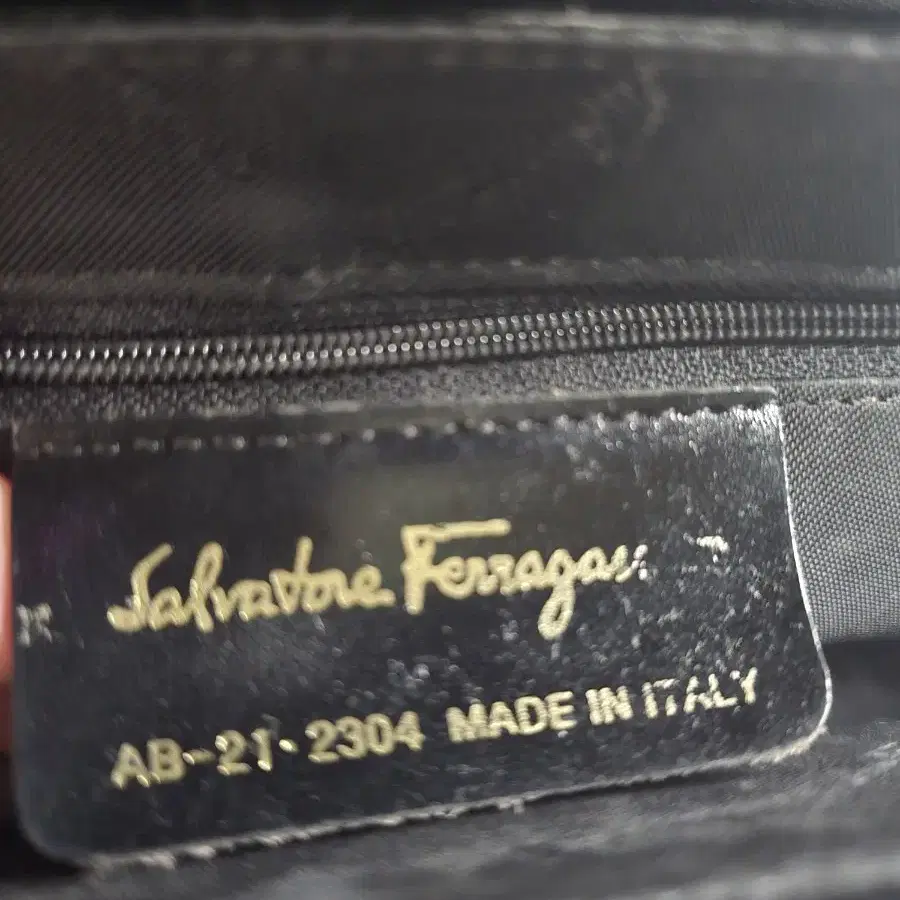 Salvatore Ferragamo
AB-21·2304 MADE IN ITALY